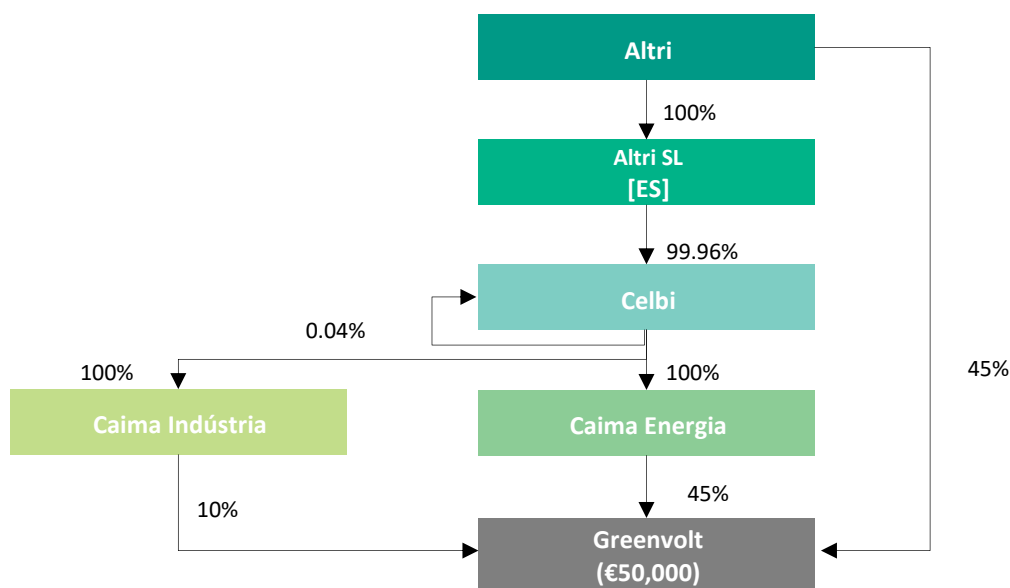 Altri
100%
Altri SL
[ES]
99.96%
Celbi
0.04%
100%
100%
45%
Caima Indústria
Caima Energia
10%
45%
Greenvolt
(€50,000)